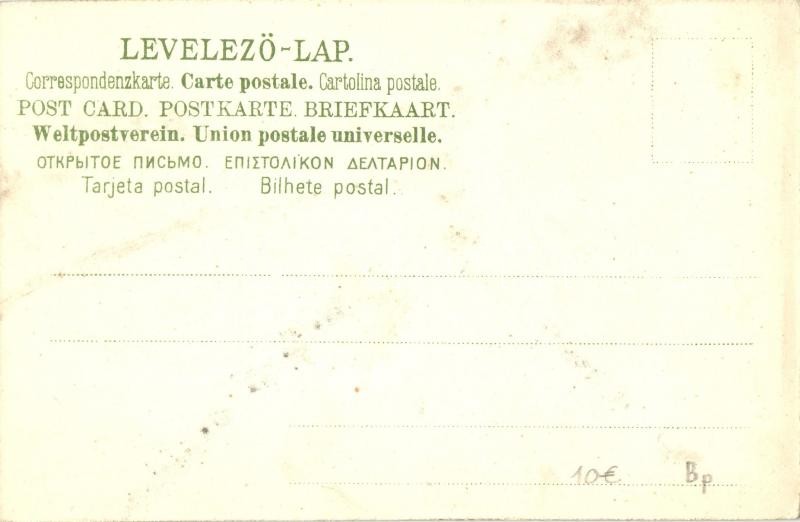 LEVELEZÖ-LAP.
Correspondenzkarte. Carte postale. Cartolina postale.
POST CARD. POSTKARTE. BRIEFKAART.
Weltpostverein. Union postale universelle.
ОТКРЫТОЕ ПИСЬМО. ΕΠΙΣΤΟΛΙΚΟΝ ΔΕΛΤΑΡΙΟΝ.
Tarjeta postal. Bilhete postal.
10€ Bp